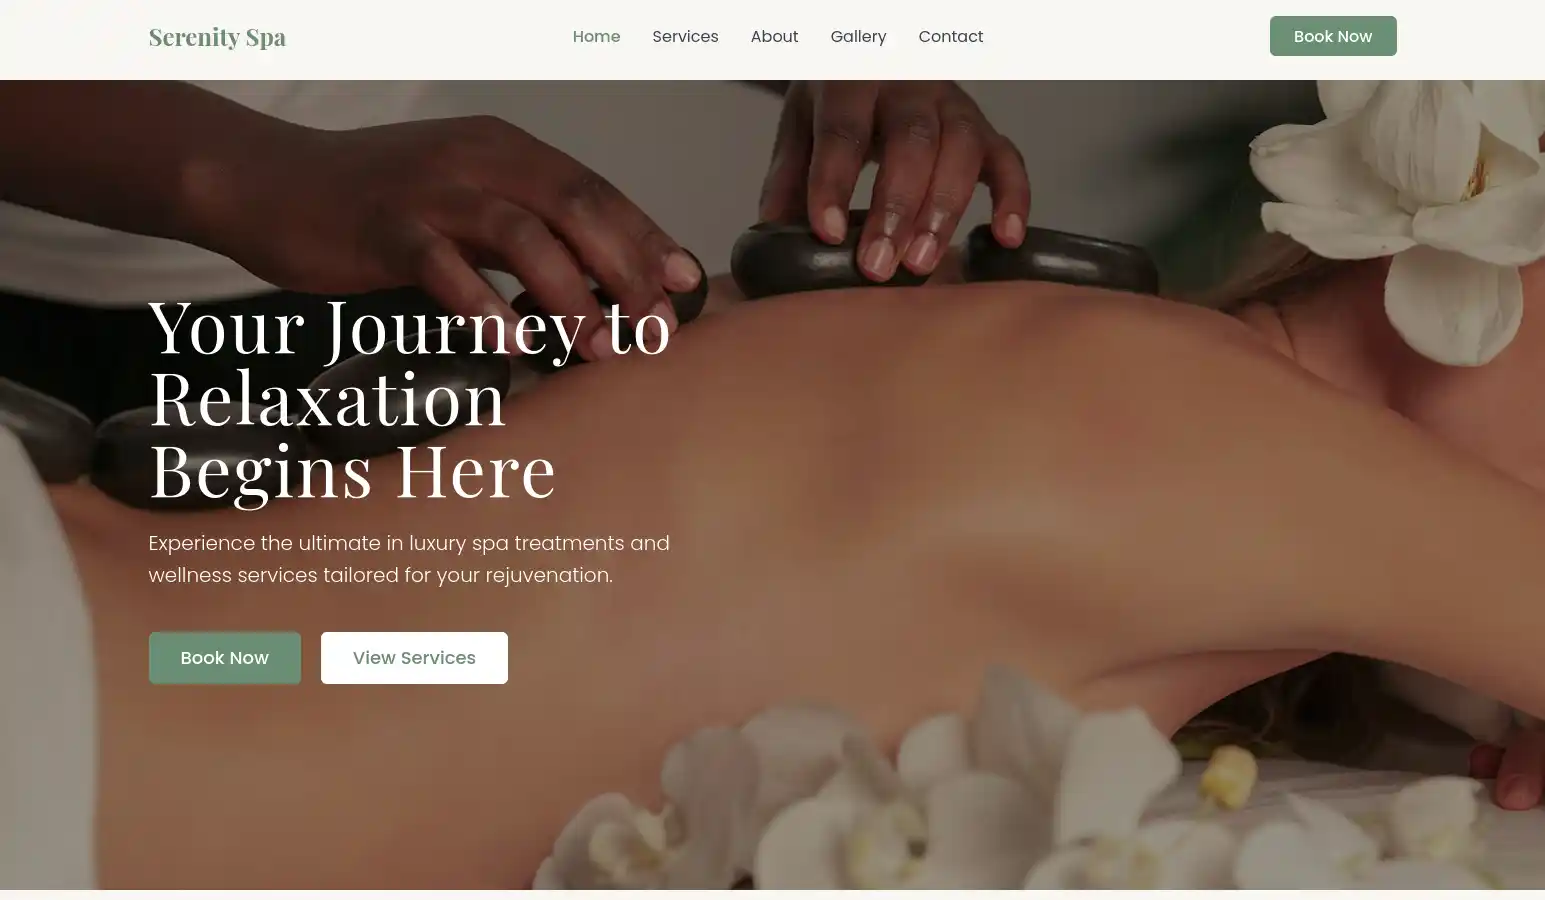 Serenity Spa
Home
Services
About
Gallery
Contact
Book Now
Your Journey to
Relaxation
Begins Here
Experience the ultimate in luxury spa treatments and
wellness services tailored for your rejuvenation.
Book Now
View Services